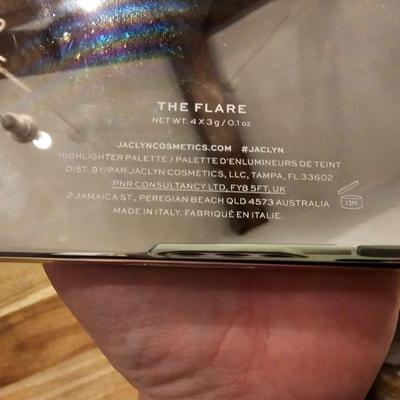 THE FLARE
NET WT. 4 X 3 g / 0.1 oz
JACLYNCOSMETICS.COM #JACLYN
HIGHLIGHTER PALETTE / PALETTE D'ENLUMINEURS DE TEINT
DIST. BY/PAR JACLYN COSMETICS, LLC, TAMPA, FL 33602
PNR CONSULTANCY LTD, FY8 5FT, UK
2 JAMAICA ST., PEREGIAN BEACH QLD 4573 AUSTRALIA
12M
MADE IN ITALY. FABRIQUÉ EN ITALIE.